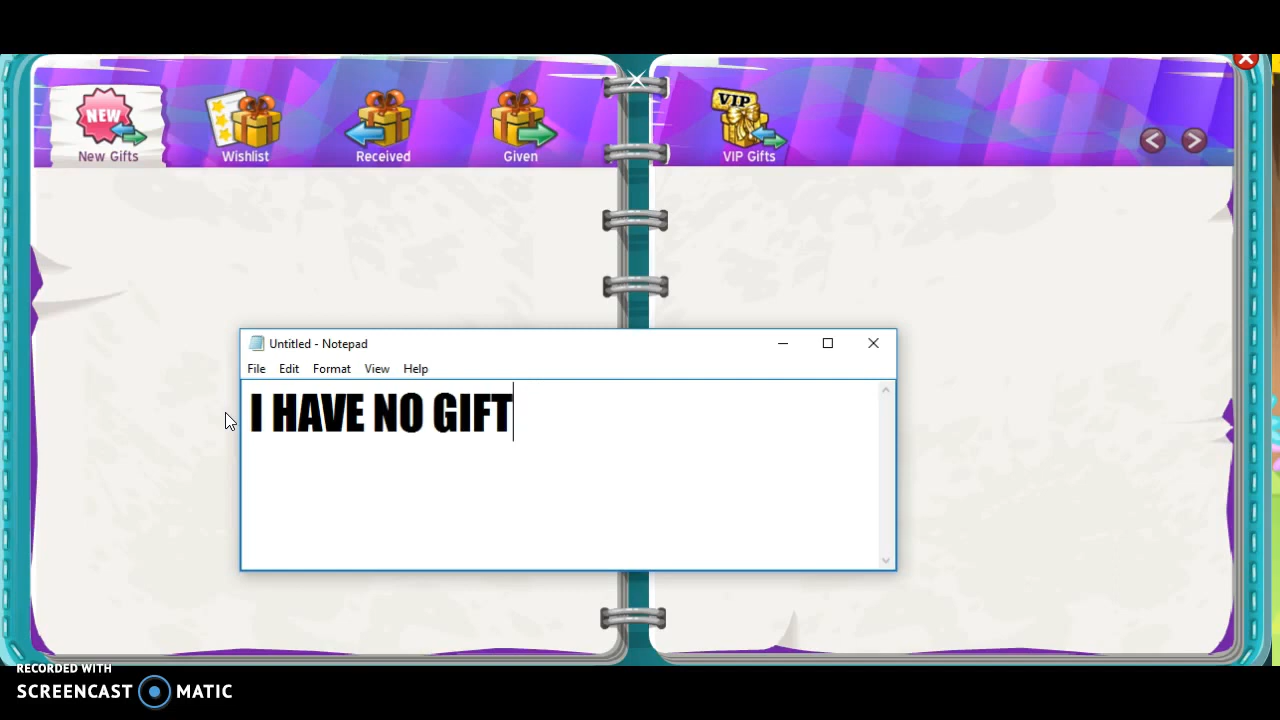 NEW
VIP
New Gifts
Wishlist
Received
Given
VIP Gifts
Untitled - Notepad
File Edit Format View Help
I HAVE NO GIFT
RECORDED WITH
SCREENCAST MATIC